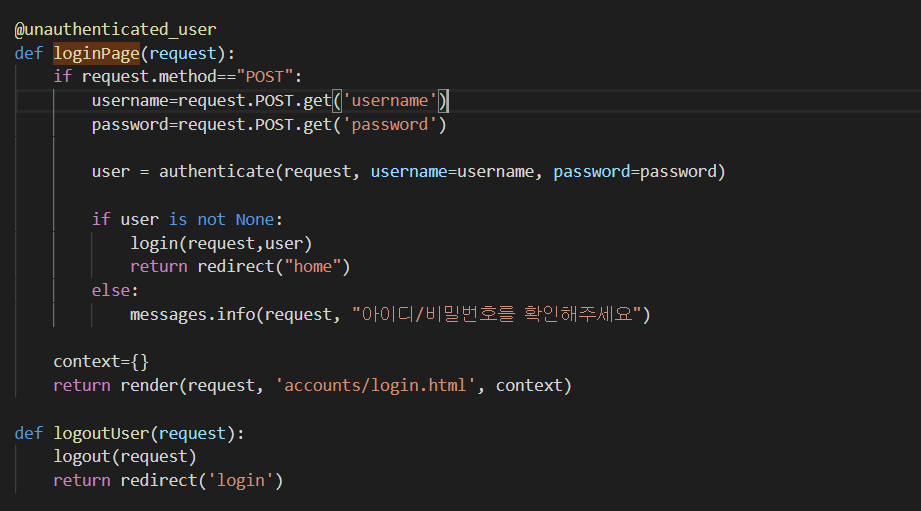 @unauthenticated_user
def loginPage(request):
    if request.method=="POST":
        username=request.POST.get('username')
        password=request.POST.get('password')

        user = authenticate(request, username=username, password=password)

        if user is not None:
            login(request,user)
            return redirect("home")
        else:
            messages.info(request, "아이디/비밀번호를 확인해주세요")

    context={}
    return render(request, 'accounts/login.html', context)

def logoutUser(request):
    logout(request)
    return redirect('login')